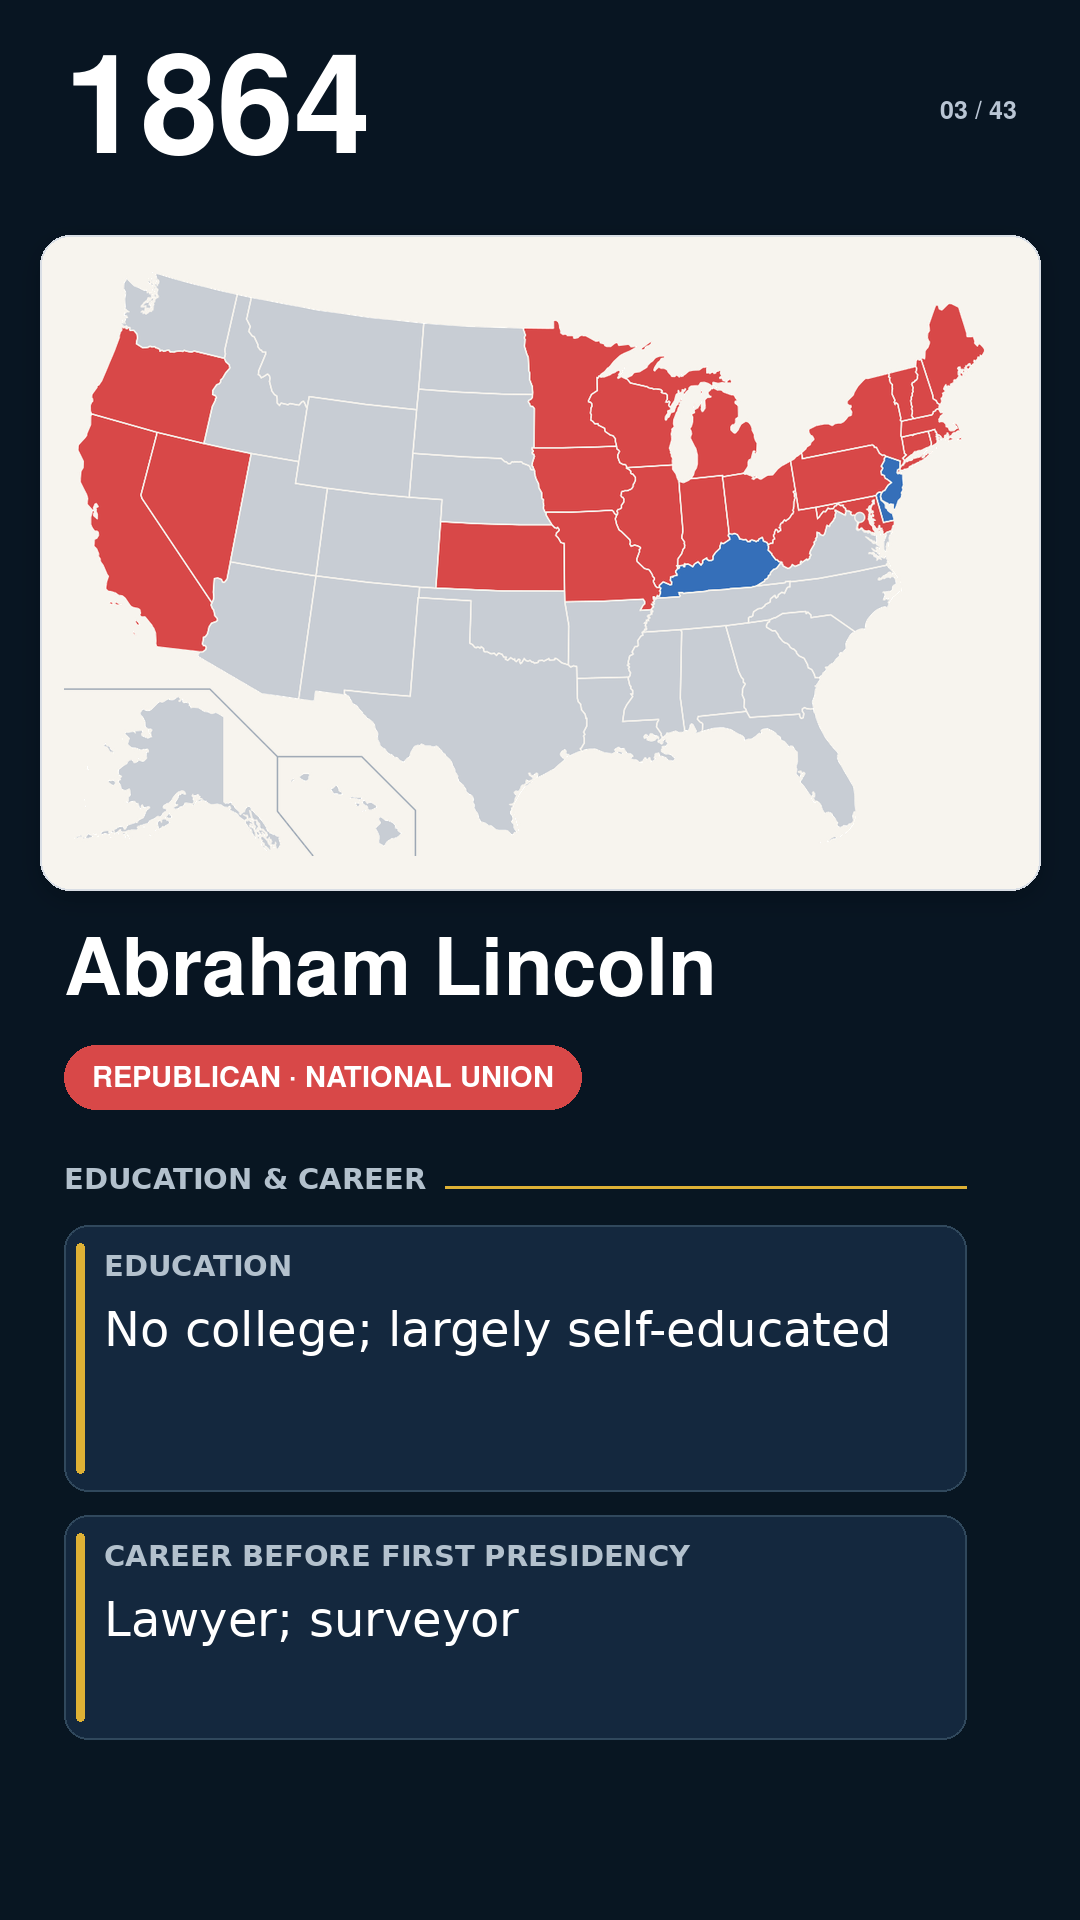 1864
03 / 43
Abraham Lincoln
REPUBLICAN · NATIONAL UNION
EDUCATION & CAREER
EDUCATION
No college; largely self-educated
CAREER BEFORE FIRST PRESIDENCY
Lawyer; surveyor